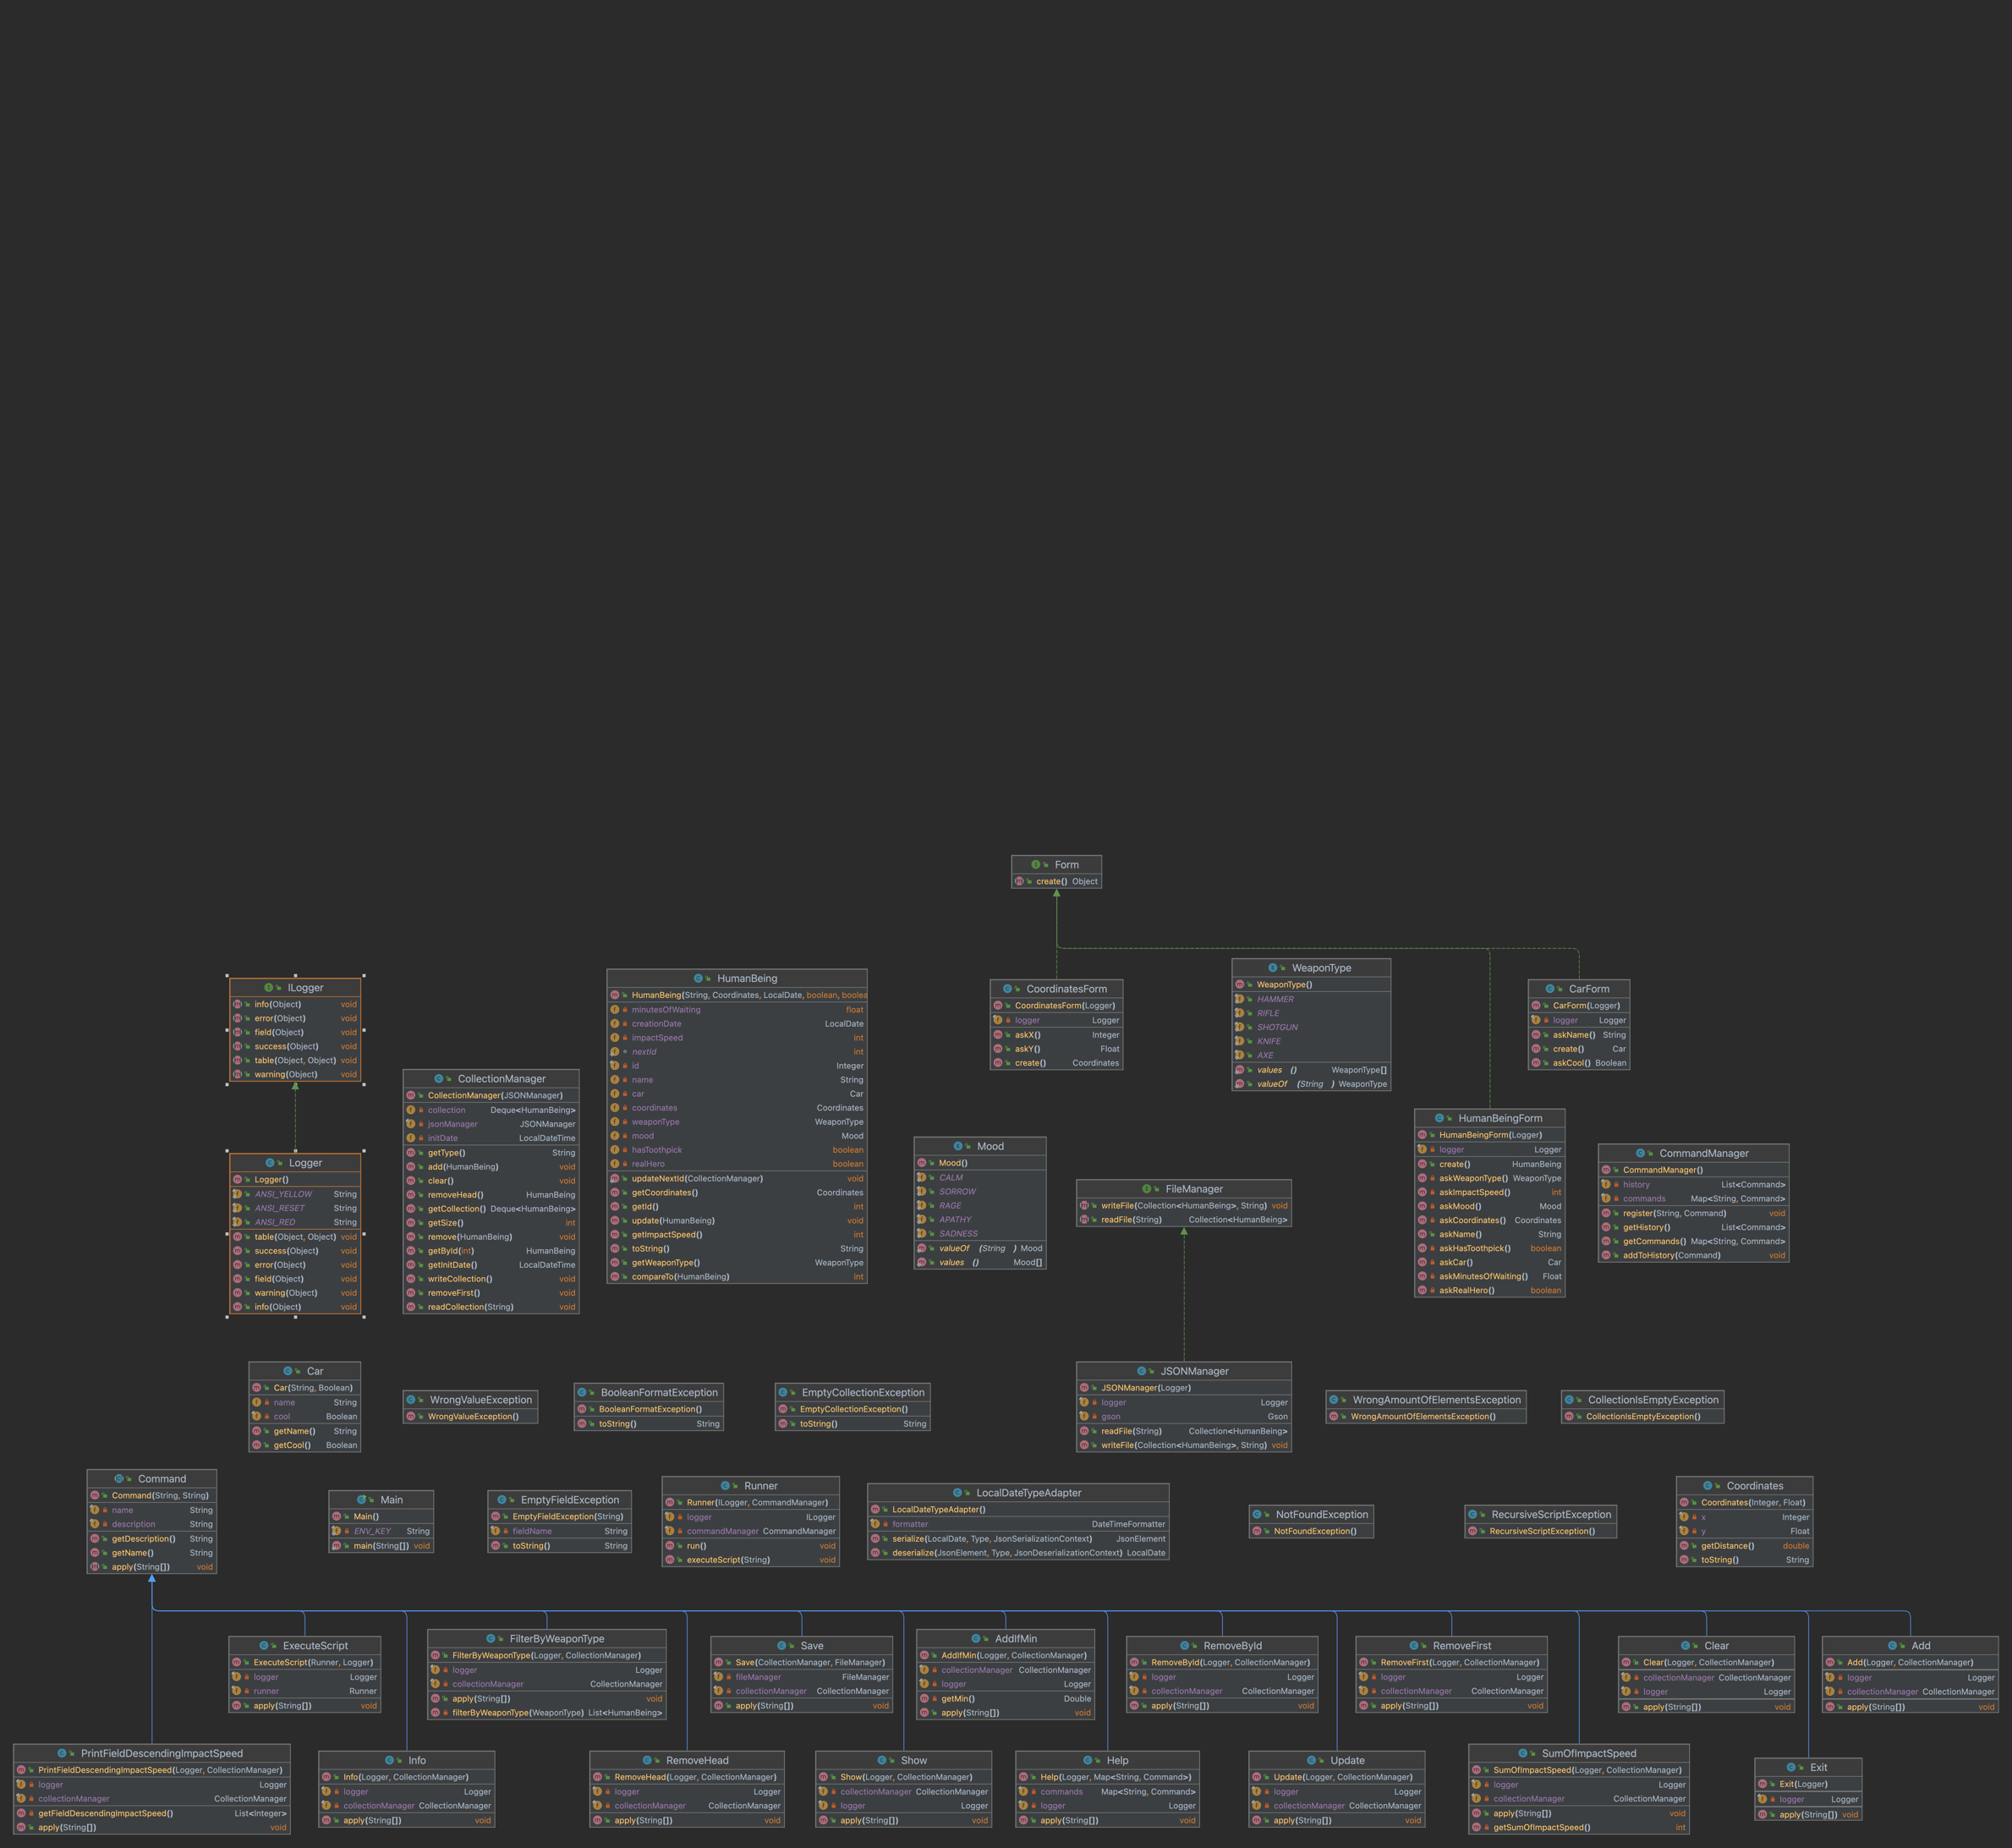 Form
create() Object
ILogger
info(Object) void
error(Object) void
field(Object) void
success(Object) void
table(Object, Object) void
warning(Object) void
HumanBeing
HumanBeing(String, Coordinates, LocalDate, boolean, boolea
minutesOfWaiting float
creationDate LocalDate
impactSpeed int
nextId int
id Integer
name String
car Car
coordinates Coordinates
weaponType WeaponType
mood Mood
hasToothpick boolean
realHero boolean
updateNextId(CollectionManager) void
getCoordinates() Coordinates
getId() int
update(HumanBeing) void
getImpactSpeed() int
toString() String
getWeaponType() WeaponType
compareTo(HumanBeing) int
CoordinatesForm
CoordinatesForm(Logger)
logger Logger
askX() Integer
askY() Float
create() Coordinates
WeaponType
WeaponType()
HAMMER
RIFLE
SHOTGUN
KNIFE
AXE
values () WeaponType[]
valueOf (String ) WeaponType
CarForm
CarForm(Logger)
logger Logger
askName() String
create() Car
askCool() Boolean
CollectionManager
CollectionManager(JSONManager)
collection Deque<HumanBeing>
jsonManager JSONManager
initDate LocalDateTime
getType() String
add(HumanBeing) void
clear() void
removeHead() HumanBeing
getCollection() Deque<HumanBeing>
getSize() int
remove(HumanBeing) void
getById(int) HumanBeing
getInitDate() LocalDateTime
writeCollection() void
removeFirst() void
readCollection(String) void
Logger
Logger()
ANSI_YELLOW String
ANSI_RESET String
ANSI_RED String
table(Object, Object) void
success(Object) void
error(Object) void
field(Object) void
warning(Object) void
info(Object) void
Mood
Mood()
CALM
SORROW
RAGE
APATHY
SADNESS
valueOf (String ) Mood
values () Mood[]
FileManager
writeFile(Collection<HumanBeing>, String) void
readFile(String) Collection<HumanBeing>
HumanBeingForm
HumanBeingForm(Logger)
logger Logger
create() HumanBeing
askWeaponType() WeaponType
askImpactSpeed() int
askMood() Mood
askCoordinates() Coordinates
askName() String
askHasToothpick() boolean
askCar() Car
askMinutesOfWaiting() Float
askRealHero() boolean
CommandManager
CommandManager()
history List<Command>
commands Map<String, Command>
register(String, Command) void
getHistory() List<Command>
getCommands() Map<String, Command>
addToHistory(Command) void
Car
Car(String, Boolean)
name String
cool Boolean
getName() String
getCool() Boolean
WrongValueException
WrongValueException()
BooleanFormatException
BooleanFormatException()
toString() String
EmptyCollectionException
EmptyCollectionException()
toString() String
JSONManager
JSONManager(Logger)
logger Logger
gson Gson
readFile(String) Collection<HumanBeing>
writeFile(Collection<HumanBeing>, String) void
WrongAmountOfElementsException
WrongAmountOfElementsException()
CollectionIsEmptyException
CollectionIsEmptyException()
Command
Command(String, String)
name String
description String
getDescription() String
getName() String
apply(String[]) void
Main
Main()
ENV_KEY String
main(String[]) void
EmptyFieldException
EmptyFieldException(String)
fieldName String
toString() String
Runner
Runner(ILogger, CommandManager)
logger ILogger
commandManager CommandManager
run() void
executeScript(String) void
LocalDateTypeAdapter
LocalDateTypeAdapter()
formatter DateTimeFormatter
serialize(LocalDate, Type, JsonSerializationContext) JsonElement
deserialize(JsonElement, Type, JsonDeserializationContext) LocalDate
NotFoundException
NotFoundException()
RecursiveScriptException
RecursiveScriptException()
Coordinates
Coordinates(Integer, Float)
x Integer
y Float
getDistance() double
toString() String
ExecuteScript
ExecuteScript(Runner, Logger)
logger Logger
runner Runner
apply(String[]) void
FilterByWeaponType
FilterByWeaponType(Logger, CollectionManager)
logger Logger
collectionManager CollectionManager
apply(String[]) void
filterByWeaponType(WeaponType) List<HumanBeing>
Save
Save(CollectionManager, FileManager)
fileManager FileManager
collectionManager CollectionManager
apply(String[]) void
AddIfMin
AddIfMin(Logger, CollectionManager)
collectionManager CollectionManager
logger Logger
getMin() Double
apply(String[]) void
RemoveById
RemoveById(Logger, CollectionManager)
logger Logger
collectionManager CollectionManager
apply(String[]) void
RemoveFirst
RemoveFirst(Logger, CollectionManager)
logger Logger
collectionManager CollectionManager
apply(String[]) void
Clear
Clear(Logger, CollectionManager)
collectionManager CollectionManager
logger Logger
apply(String[]) void
Add
Add(Logger, CollectionManager)
logger Logger
collectionManager CollectionManager
apply(String[]) void
PrintFieldDescendingImpactSpeed
PrintFieldDescendingImpactSpeed(Logger, CollectionManager)
logger Logger
collectionManager CollectionManager
getFieldDescendingImpactSpeed() List<Integer>
apply(String[]) void
Info
Info(Logger, CollectionManager)
logger Logger
collectionManager CollectionManager
apply(String[]) void
RemoveHead
RemoveHead(Logger, CollectionManager)
logger Logger
collectionManager CollectionManager
apply(String[]) void
Show
Show(Logger, CollectionManager)
collectionManager CollectionManager
logger Logger
apply(String[]) void
Help
Help(Logger, Map<String, Command>)
commands Map<String, Command>
logger Logger
apply(String[]) void
Update
Update(Logger, CollectionManager)
logger Logger
collectionManager CollectionManager
apply(String[]) void
SumOfImpactSpeed
SumOfImpactSpeed(Logger, CollectionManager)
logger Logger
collectionManager CollectionManager
apply(String[]) void
getSumOfImpactSpeed() int
Exit
Exit(Logger)
logger Logger
apply(String[]) void